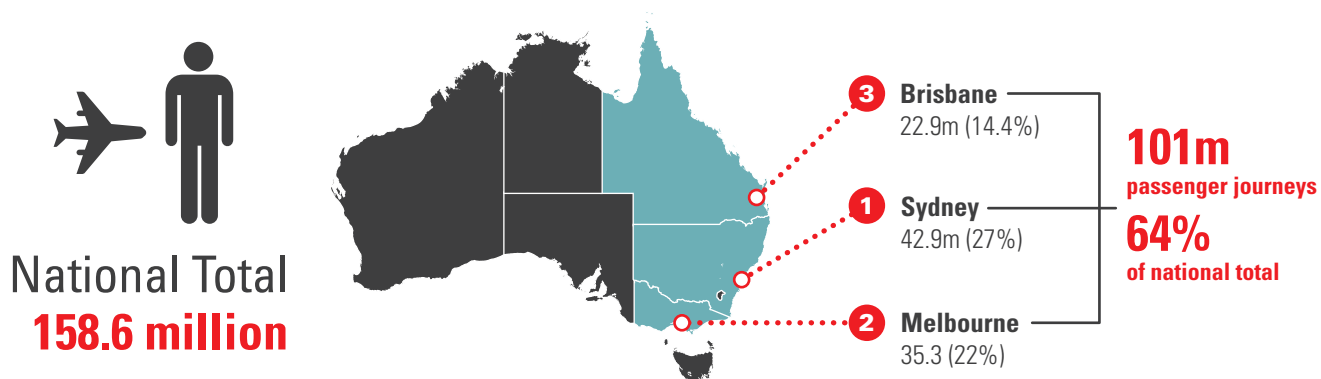 National Total
158.6 million
3
Brisbane
22.9m (14.4%)
1
Sydney
42.9m (27%)
2
Melbourne
35.3 (22%)
101m
passenger journeys
64%
of national total